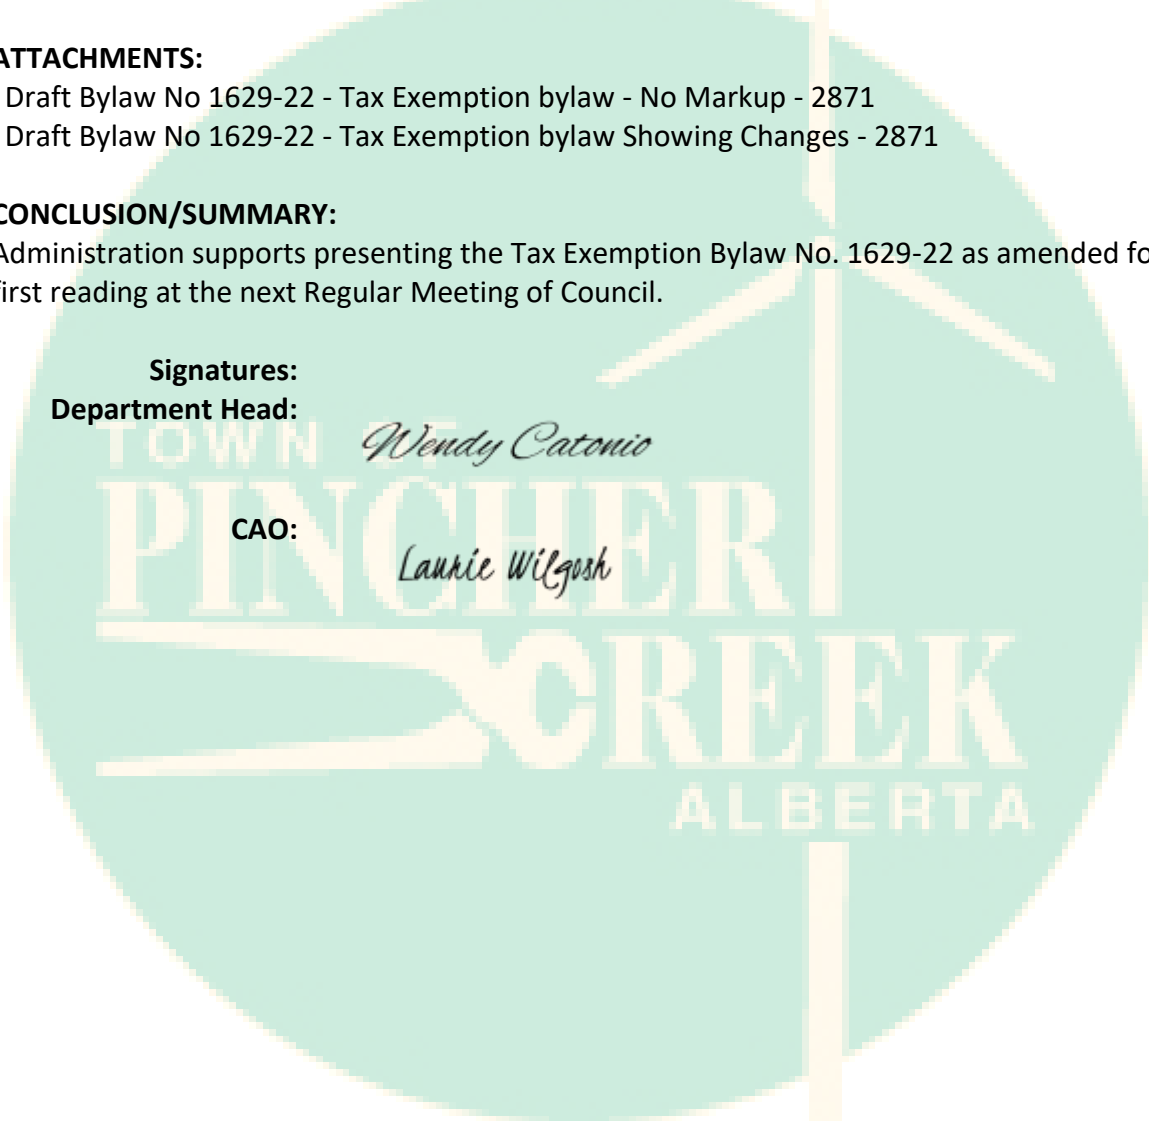 ATTACHMENTS:
Draft Bylaw No 1629-22 - Tax Exemption bylaw - No Markup - 2871
Draft Bylaw No 1629-22 - Tax Exemption bylaw Showing Changes - 2871
CONCLUSION/SUMMARY:
Administration supports presenting the Tax Exemption Bylaw No. 1629-22 as amended fo
first reading at the next Regular Meeting of Council.
Signatures:
Department Head:
Wendy Catonio
CAO:
Laurie Wilgosh
TOWN OF
PINCHER
CREEK
ALBERTA